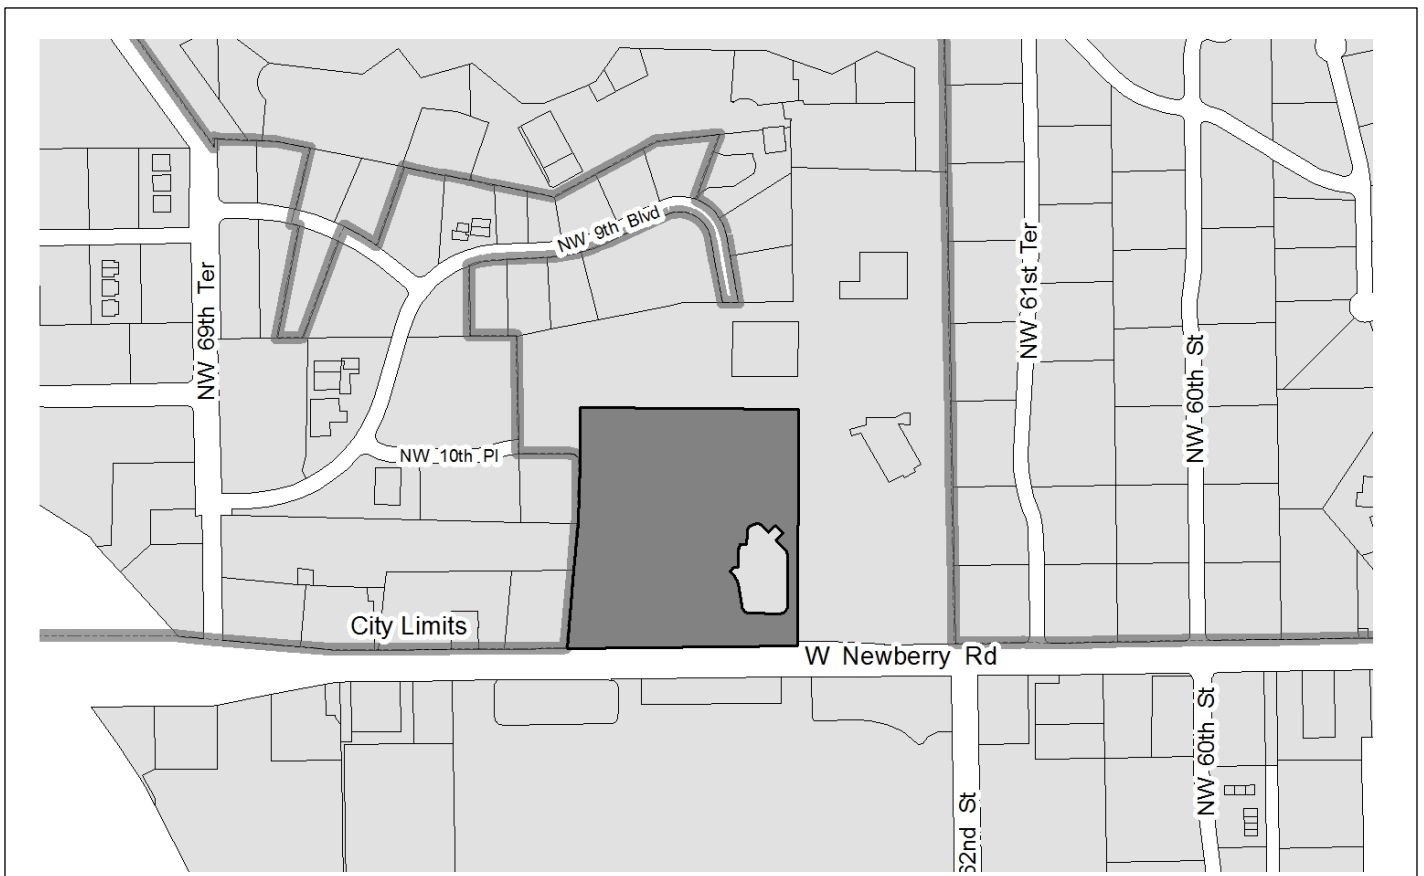 NW 9th Blvd
NW 61st Ter
NW 69th Ter
NW 60th St
NW 10th Pl
City Limits
W Newberry Rd
NW 60th St
62nd St